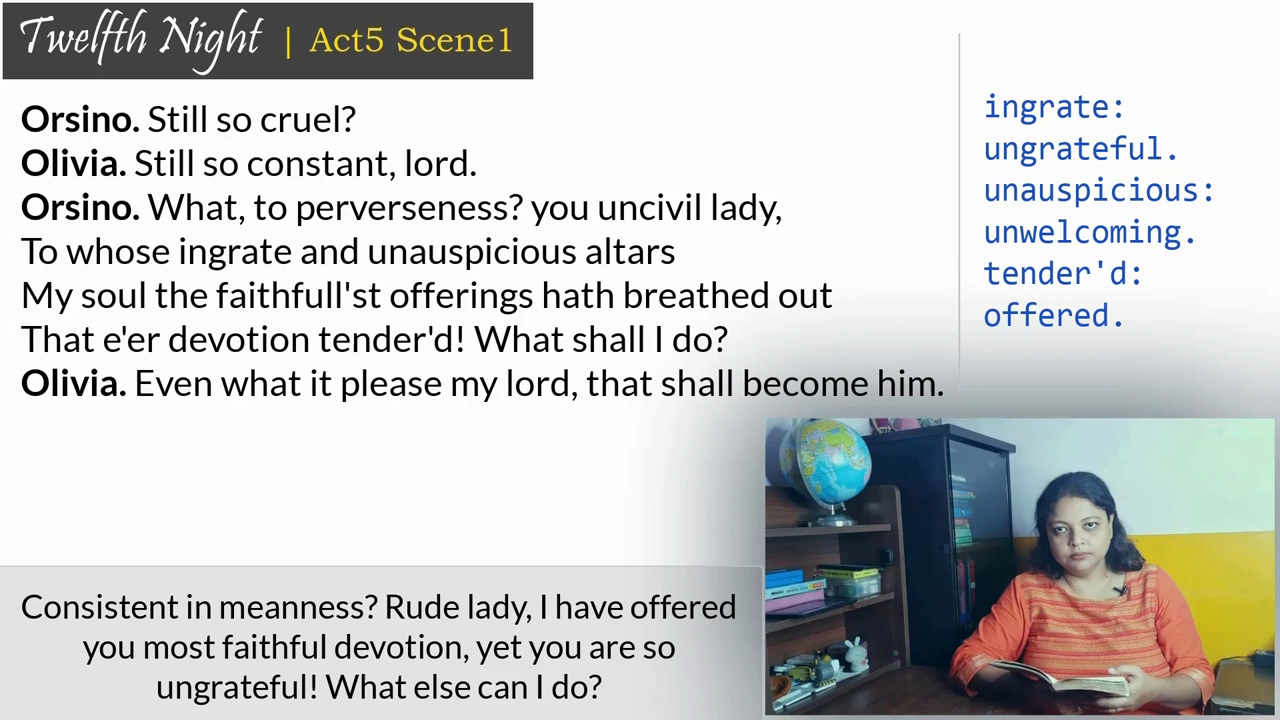 Twelfth Night | Act5 Scene1
Orsino. Still so cruel?
Olivia. Still so constant, lord.
Orsino. What, to perverseness? you uncivil lady,
To whose ingrate and unauspicious altars
My soul the faithfull'st offerings hath breathed out
That e'er devotion tender'd! What shall I do?
Olivia. Even what it please my lord, that shall become him.
ingrate:
ungrateful.
unauspicious:
unwelcoming.
tender'd:
offered.
Consistent in meanness? Rude lady, I have offered
you most faithful devotion, yet you are so
ungrateful! What else can I do?